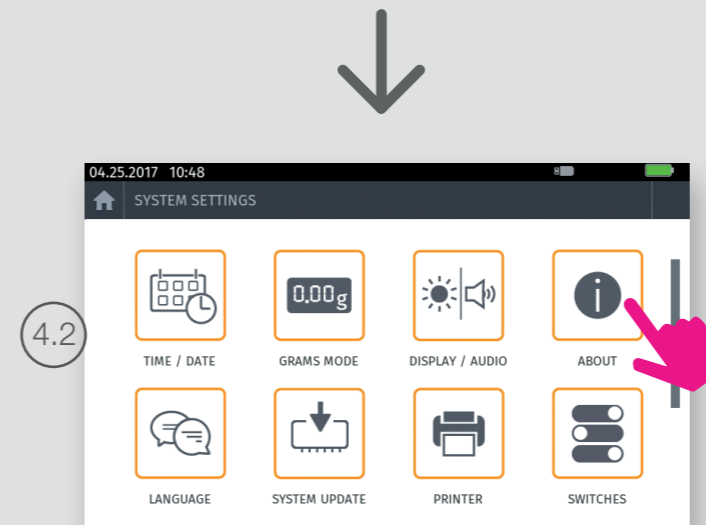 04.25.2017 10:48
SYSTEM SETTINGS
4.2
0.00g
TIME / DATE
GRAMS MODE
DISPLAY / AUDIO
ABOUT
LANGUAGE
SYSTEM UPDATE
PRINTER
SWITCHES